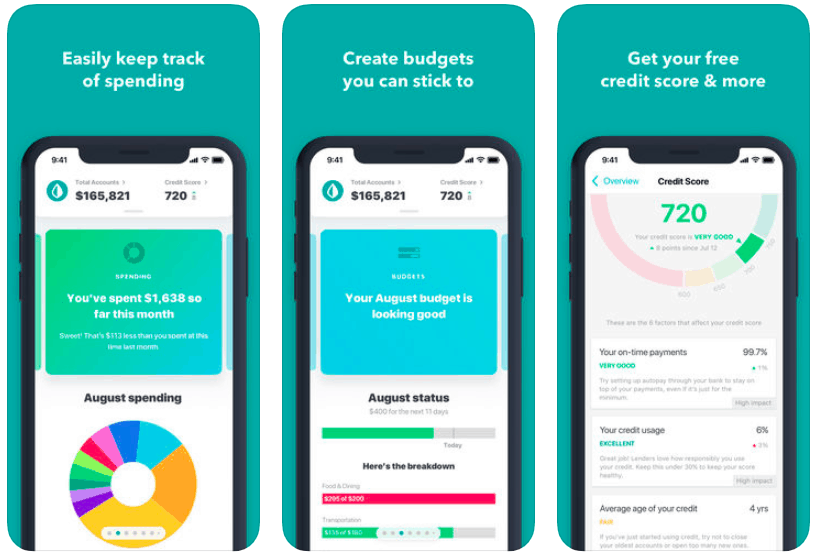 Easily keep track
of spending
9:41
Total Accounts >
$165,821
Credit Score >
720
8
SPENDING
You've spent $1,638 so
far this month
Sweet! That's $113 less than you spent at this
time last month
August spending
Create budgets
you can stick to
9:41
Total Accounts >
$165,821
Credit Score >
720
8
BUDGETS
Your August budget is
looking good
August status
$400 for the next 11 days
Today
Here's the breakdown
Food & Dining
Transportation
Get your free
credit score & more
9:41
Overview
Credit Score
720
Your credit score is VERY GOOD
8 points since Jul 12
600
650
700
750
These are the 6 factors that affect your credit score
Your on-time payments
99.7%
VERY GOOD
1%
Try setting up autopay through your bank to stay on
top of your payments, even if it's just for the
minimum.
High impact
Your credit usage
6%
EXCELLENT
3%
Great job! Lenders love how responsibly you use
your credit. Keep this under 30% to keep your score
healthy.
High impact
Average age of your credit
4 yrs
FAIR
If you've just started using credit, try not to close
your oldest accounts or open too many new ones.